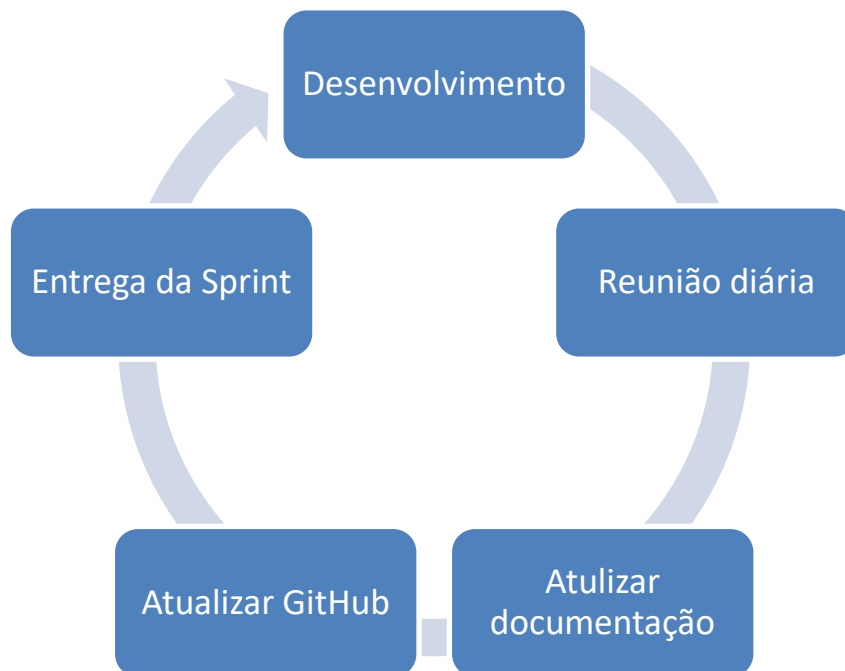 Desenvolvimento
Reunião diária
Atulizar
documentação
Atualizar GitHub
Entrega da Sprint